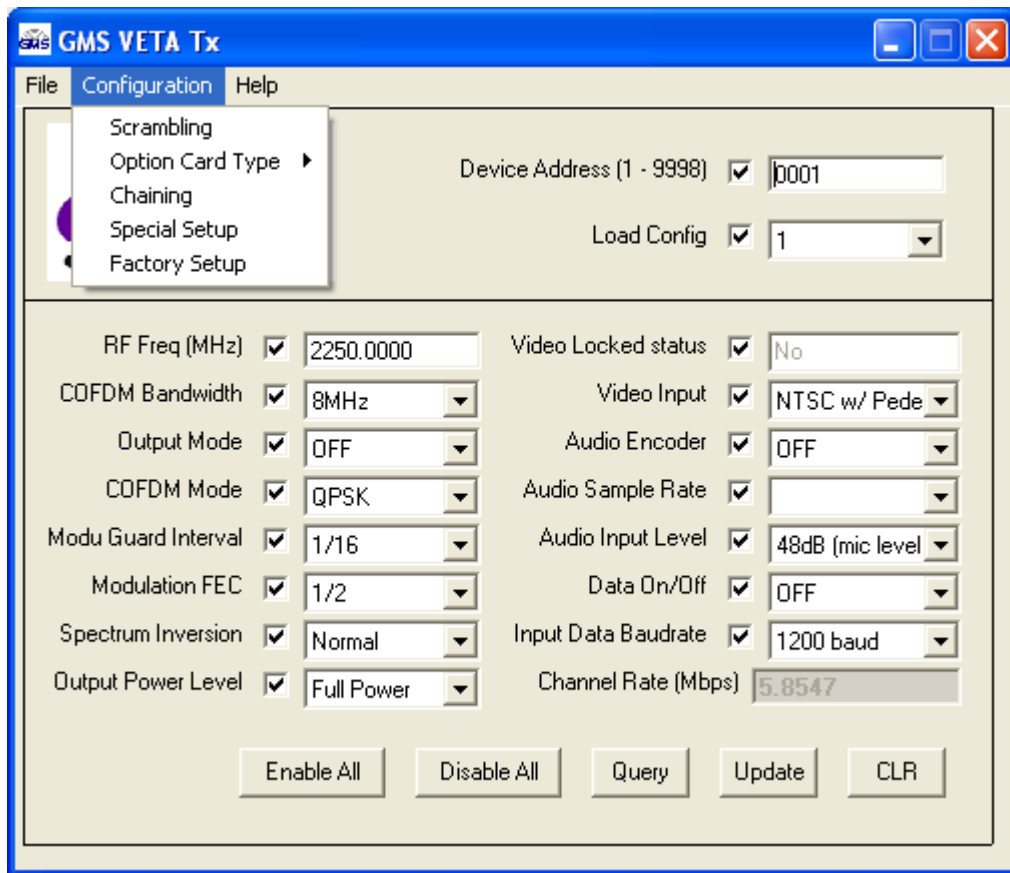 GMS GMS VETA Tx
File Configuration Help
Scrambling
Option Card Type
Chaining
Special Setup
Factory Setup
Device Address (1 - 9998) 0001
Load Config 1
RF Freq (MHz) 2250.0000 Video Locked status No
COFDM Bandwidth 8MHz Video Input NTSC w/ Pede
Output Mode OFF Audio Encoder OFF
COFDM Mode QPSK Audio Sample Rate
Modu Guard Interval 1/16 Audio Input Level 48dB (mic level
Modulation FEC 1/2 Data On/Off OFF
Spectrum Inversion Normal Input Data Baudrate 1200 baud
Output Power Level Full Power Channel Rate (Mbps) 5.8547
Enable All Disable All Query Update CLR